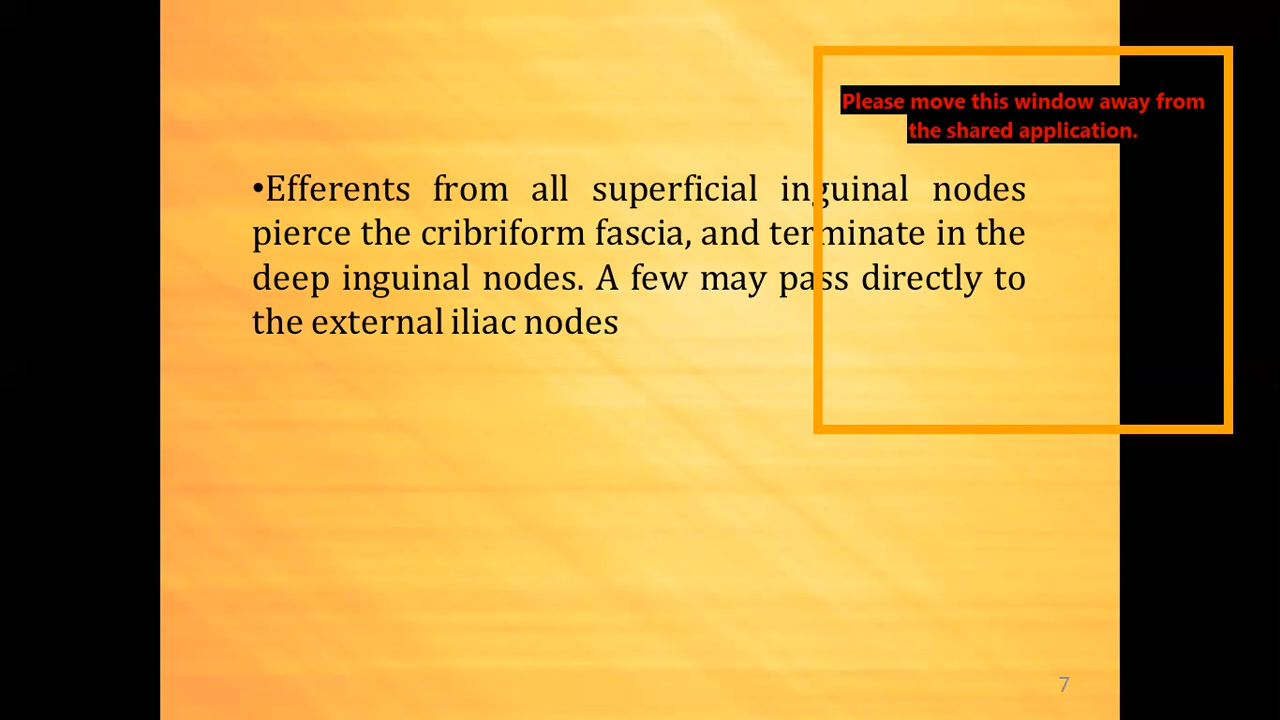 Please move this window away from
the shared application.
•Efferents from all superficial inguinal nodes
pierce the cribriform fascia, and terminate in the
deep inguinal nodes. A few may pass directly to
the external iliac nodes
7